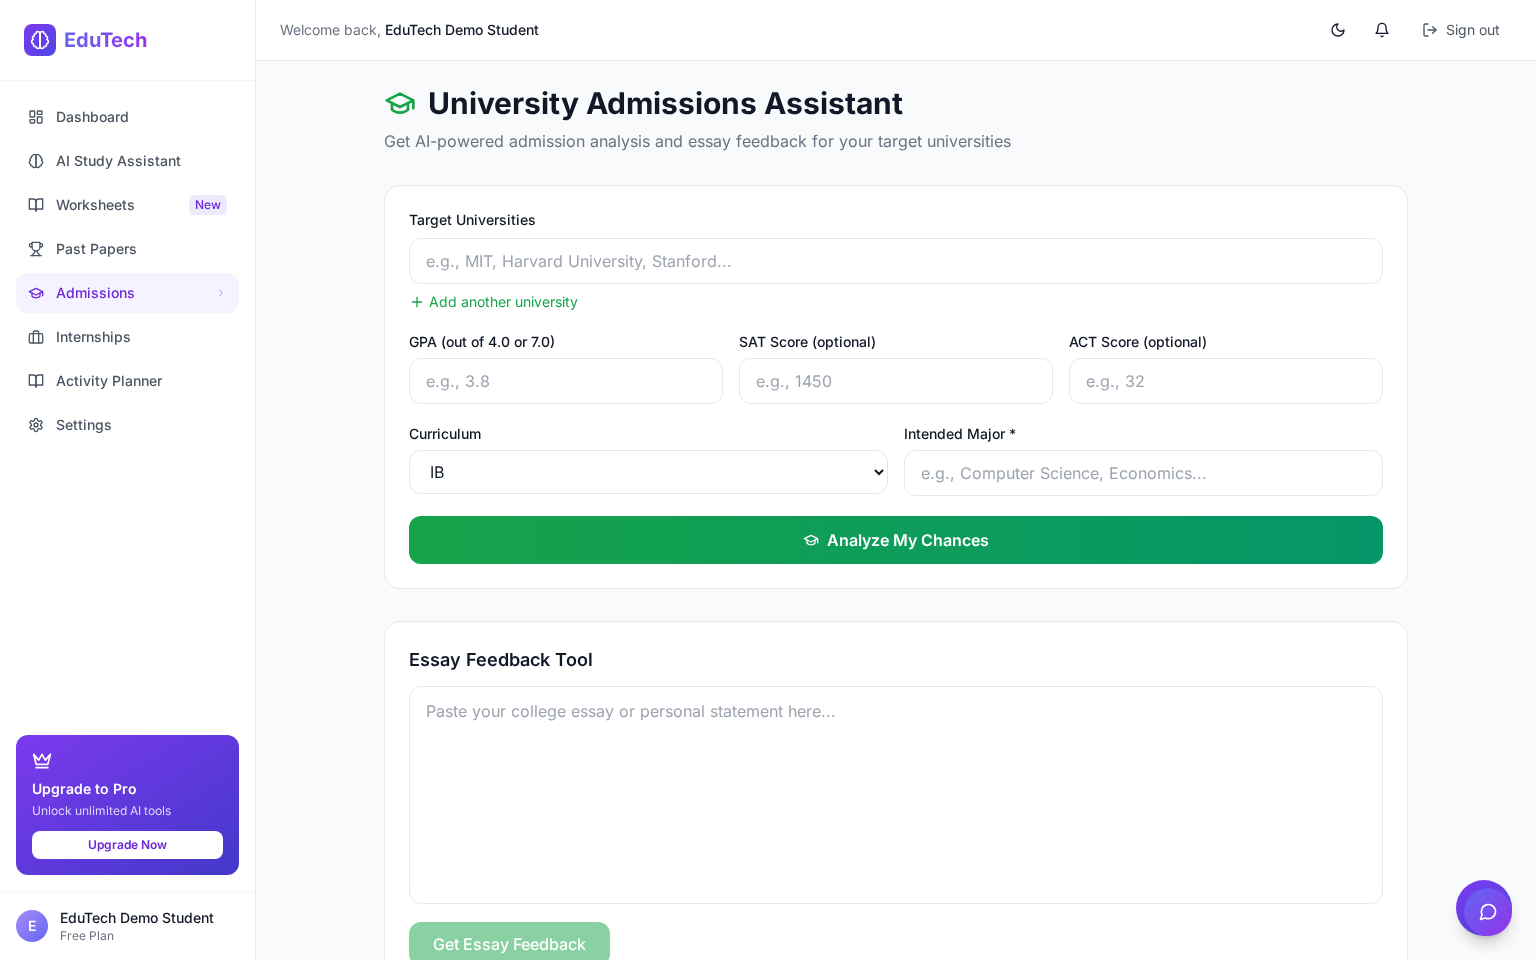 EduTech
Dashboard
AI Study Assistant
Worksheets New
Past Papers
Admissions
Internships
Activity Planner
Settings
Upgrade to Pro
Unlock unlimited AI tools
Upgrade Now
E
EduTech Demo Student
Free Plan
Welcome back, EduTech Demo Student
Sign out
University Admissions Assistant
Get AI-powered admission analysis and essay feedback for your target universities
Target Universities
e.g., MIT, Harvard University, Stanford...
Add another university
GPA (out of 4.0 or 7.0) SAT Score (optional) ACT Score (optional)
e.g., 3.8 e.g., 1450 e.g., 32
Curriculum Intended Major *
IB e.g., Computer Science, Economics...
Analyze My Chances
Essay Feedback Tool
Paste your college essay or personal statement here...
Get Essay Feedback